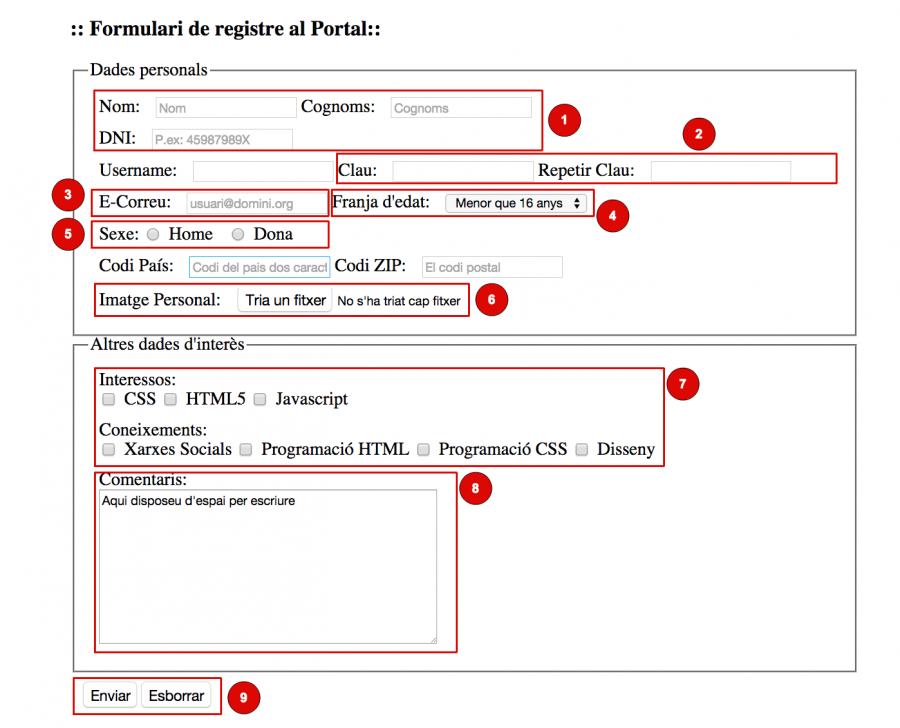 :: Formulari de registre al Portal::
Dades personals
Nom: Nom Cognoms: Cognoms
1
DNI: P.ex: 45987989X
2
Username: Clau: Repetir Clau:
3
E-Correu: usuari@domini.org Franja d'edat: Menor que 16 anys
4
5
Sexe: Home Dona
Codi País: Codi del pais dos caract Codi ZIP: El codi postal
Imatge Personal: Tria un fitxer No s'ha triat cap fitxer
6
Altres dades d'interès
Interessos:
7
CSS HTML5 Javascript
Coneixements:
Xarxes Socials Programació HTML Programació CSS Disseny
Comentaris:
8
Aqui disposeu d'espai per escriure
Enviar Esborrar
9